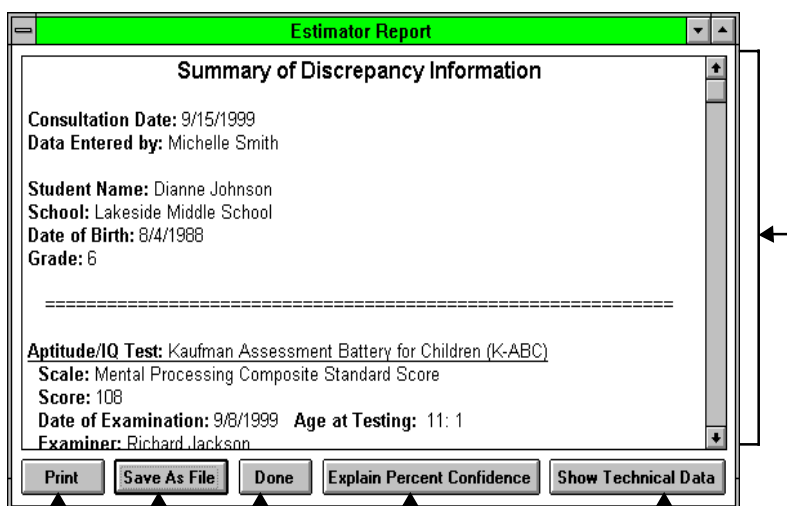 Estimator Report
Summary of Discrepancy Information
Consultation Date: 9/15/1999
Data Entered by: Michelle Smith
Student Name: Dianne Johnson
School: Lakeside Middle School
Date of Birth: 8/4/1988
Grade: 6
=============================================================
Aptitude/IQ Test: Kaufman Assessment Battery for Children (K-ABC)
Scale: Mental Processing Composite Standard Score
Score: 108
Date of Examination: 9/8/1999 Age at Testing: 11: 1
Examiner: Richard Jackson
Print Save As File Done Explain Percent Confidence Show Technical Data